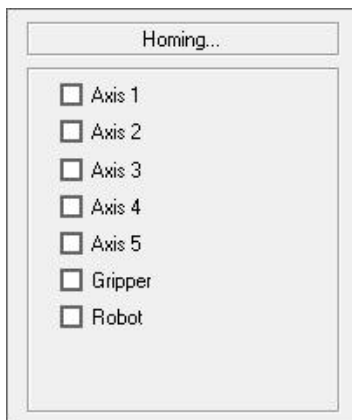 Homing...
Axis 1
Axis 2
Axis 3
Axis 4
Axis 5
Gripper
Robot